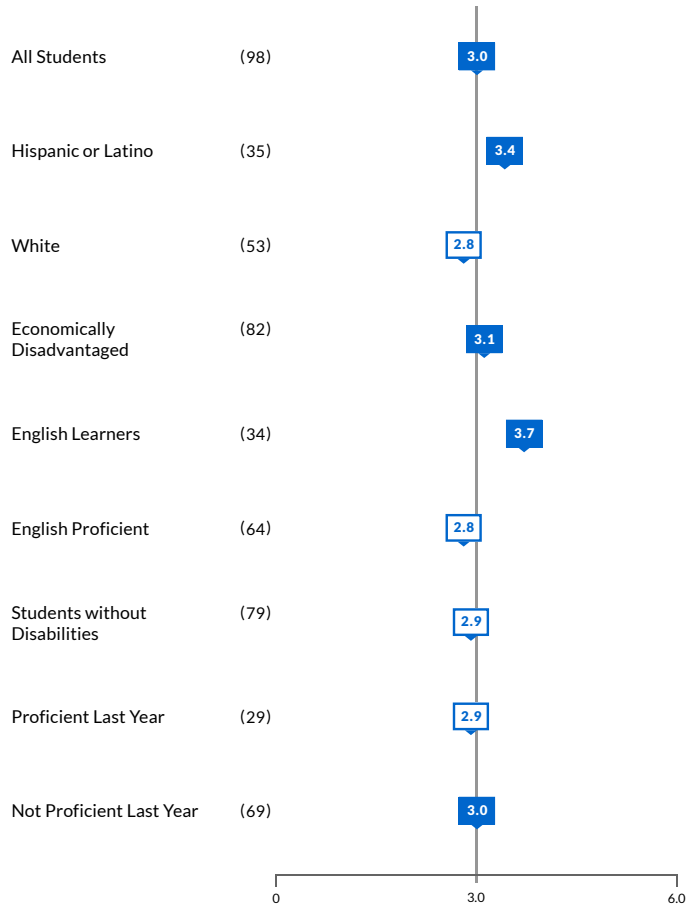 All Students (98) 3.0
Hispanic or Latino (35) 3.4
White (53) 2.8
Economically (82)
Disadvantaged 3.1
English Learners (34) 3.7
English Proficient (64) 2.8
Students without (79)
Disabilities 2.9
Proficient Last Year (29) 2.9
Not Proficient Last Year (69) 3.0
0 3.0 6.0